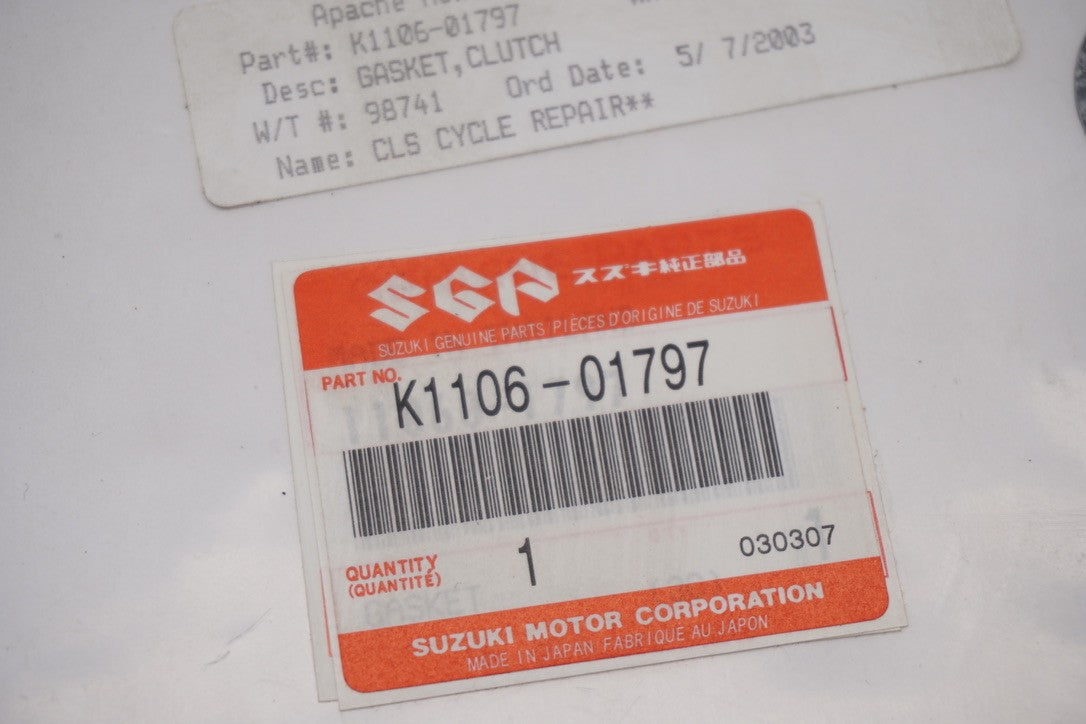 Apache
Part#: K1106-01797
Desc: GASKET,CLUTCH
W/T #: 98741 Ord Date: 5/ 7/2003
Name: CLS CYCLE REPAIR**
SGP スズキ純正部品
SUZUKI GENUINE PARTS/PIÈCES D'ORIGINE DE SUZUKI
PART NO. K1106-01797
QUANTITY 1 030307
(QUANTITÉ)
GASKET
SUZUKI MOTOR CORPORATION
MADE IN JAPAN/FABRIQUE AU JAPON